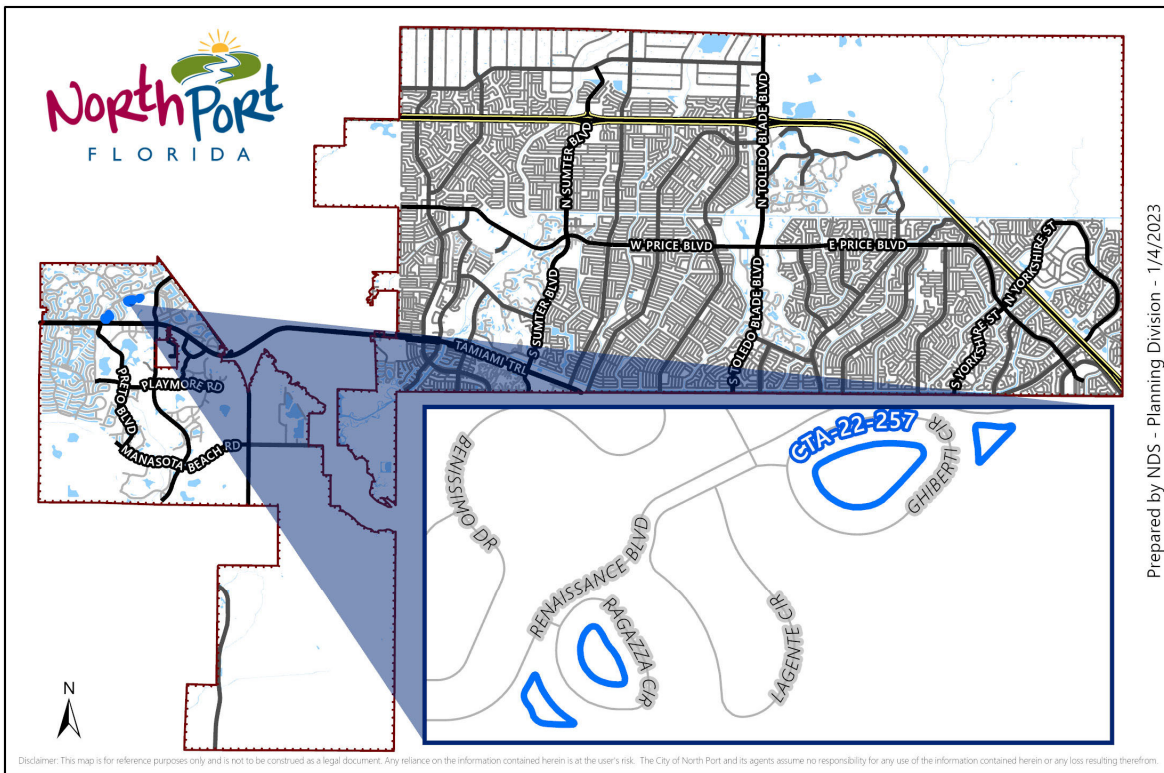 North Port
FLORIDA
N SUMTER BLVD
N TOLEDO BLADE BLVD
W PRICE BLVD
E PRICE BLVD
N YORKSHIRE ST
S SUMTER BLVD
S TOLEDO BLADE BLVD
S YORKSHIRE ST
TAMIAMI TRL
PRETO BLVD
PLAYMORE RD
MANASOTA BEACH RD
CTA-22-257
GHIBERTI CIR
BENISSIMO DR
RENAISSANCE BLVD
RAGAZZA CIR
LAGENTE CIR
N
Prepared by NDS - Planning Division - 1/4/2023
Disclaimer: This map is for reference purposes only and is not to be construed as a legal document. Any reliance on the information contained herein is at the user's risk. The City of North Port and its agents assume no responsibility for any use of the information contained herein or any loss resulting therefrom.